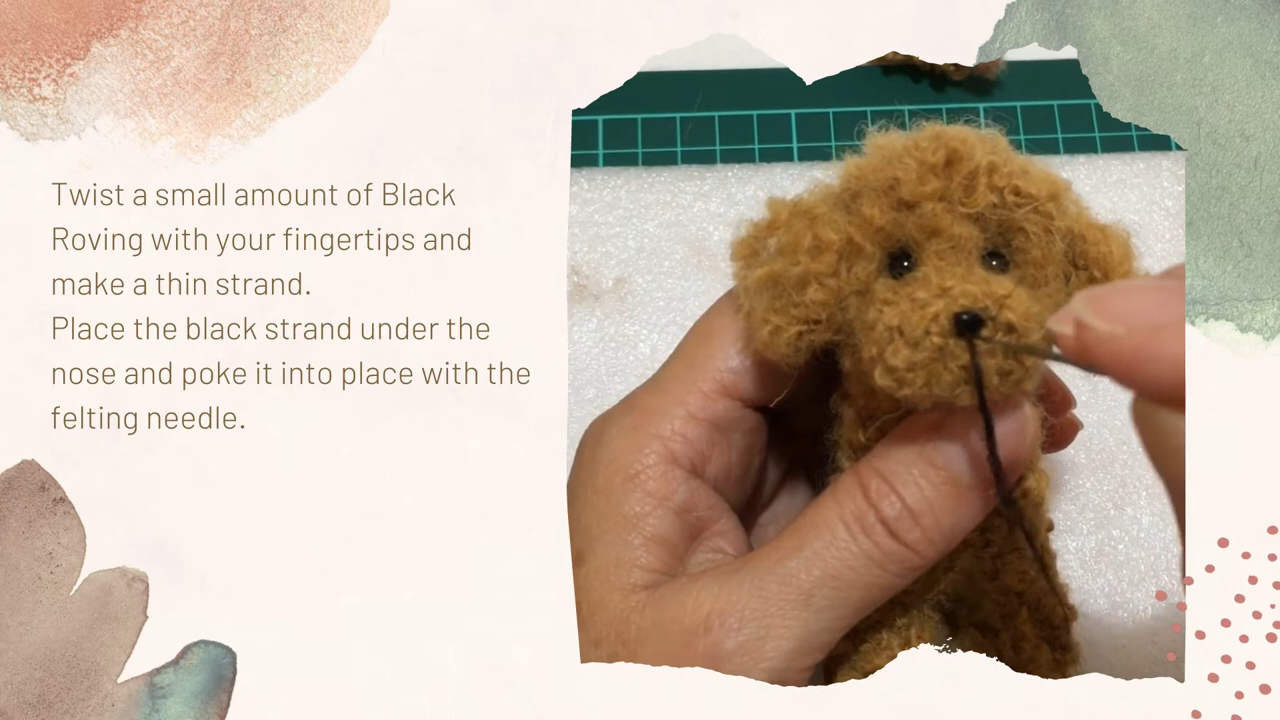 Twist a small amount of Black
Roving with your fingertips and
make a thin strand.
Place the black strand under the
nose and poke it into place with the
felting needle.